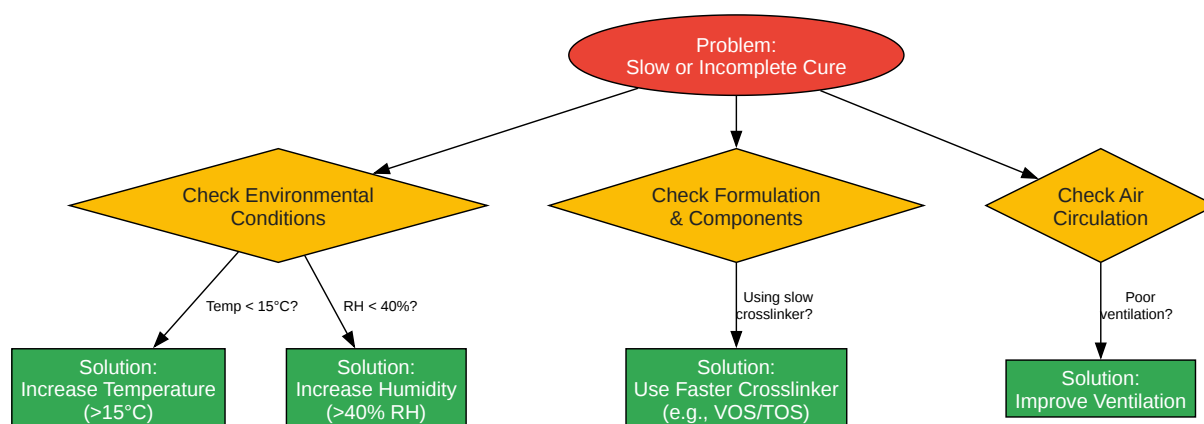 Problem:
Slow or Incomplete Cure
Check Environmental
Conditions
Check Formulation
& Components
Check Air
Circulation
Temp < 15°C?
RH < 40%?
Using slow
crosslinker?
Poor
ventilation?
Solution:
Increase Temperature
(>15°C)
Solution:
Increase Humidity
(>40% RH)
Solution:
Use Faster Crosslinker
(e.g., VOS/TOS)
Solution:
Improve Ventilation